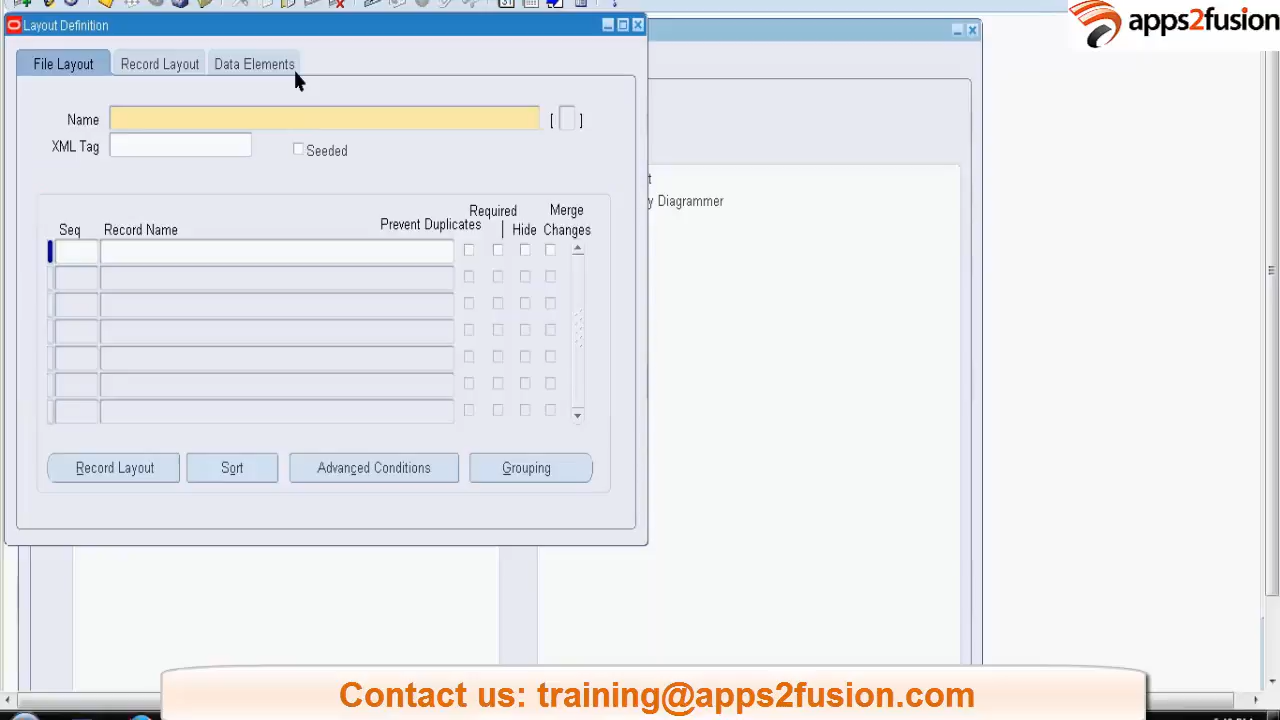 Layout Definition
apps2fusion
File Layout Record Layout Data Elements
Name [ ]
XML Tag Seeded
y Diagrammer
Seq Record Name Prevent Duplicates Required Hide Merge Changes
Record Layout Sort Advanced Conditions Grouping
Contact us: training@apps2fusion.com